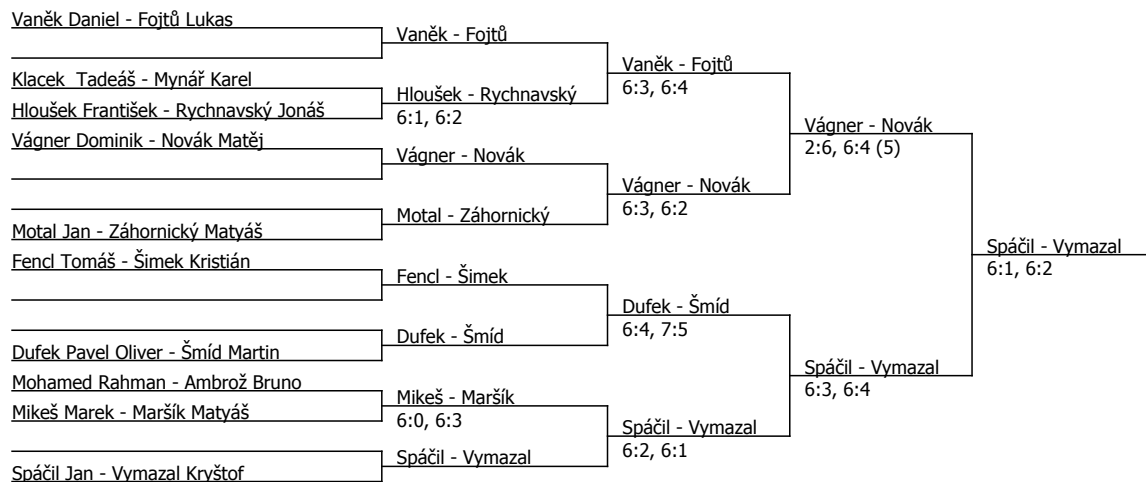 Vaněk Daniel - Fojtů Lukas
Klacek  Tadeáš - Mynář Karel
Hloušek František - Rychnavský Jonáš
Vágner Dominik - Novák Matěj
Motal Jan - Záhornický Matyáš
Fencl Tomáš - Šimek Kristián
Dufek Pavel Oliver - Šmíd Martin
Mohamed Rahman - Ambrož Bruno
Mikeš Marek - Maršík Matyáš
Spáčil Jan - Vymazal Kryštof
Vaněk - Fojtů
Hloušek - Rychnavský
6:1, 6:2
Vágner - Novák
Motal - Záhornický
Fencl - Šimek
Dufek - Šmíd
Mikeš - Maršík
6:0, 6:3
Spáčil - Vymazal
Vaněk - Fojtů
6:3, 6:4
Vágner - Novák
6:3, 6:2
Dufek - Šmíd
6:4, 7:5
Spáčil - Vymazal
6:2, 6:1
Vágner - Novák
2:6, 6:4 (5)
Spáčil - Vymazal
6:3, 6:4
Spáčil - Vymazal
6:1, 6:2